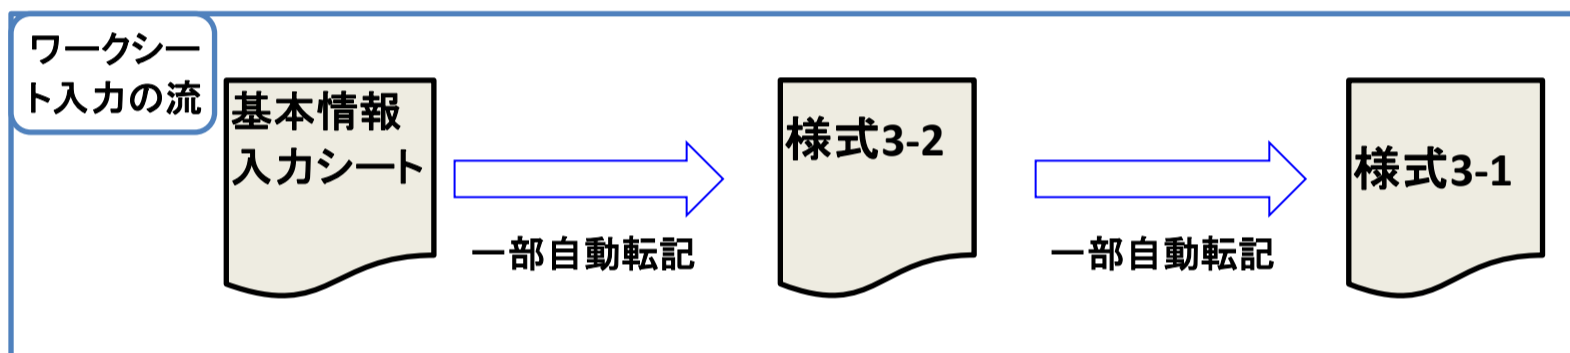 ワークシー
ト入力の流
基本情報
入力シート
一部自動転記
様式3-2
一部自動転記
様式3-1